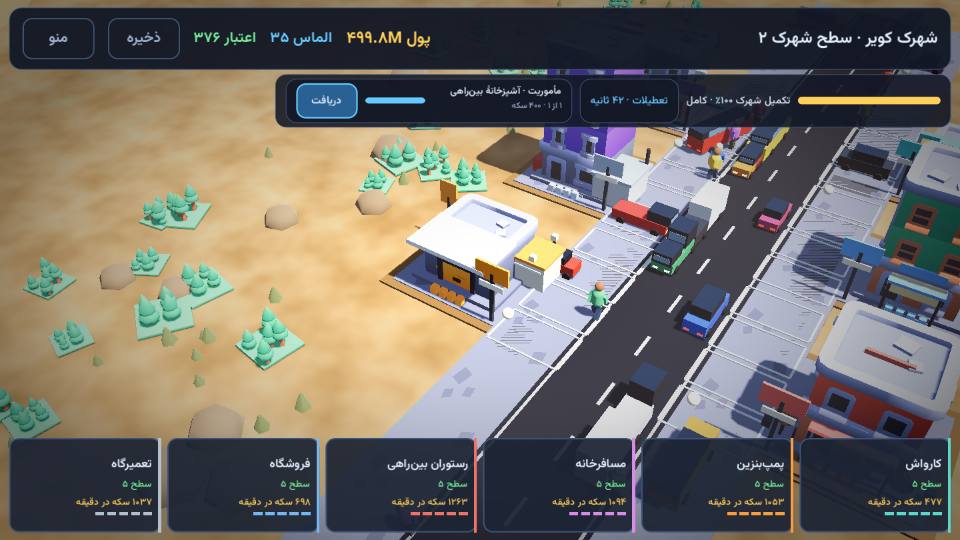 شهرک کویر · سطح شهرک ۲
پول ۴۹۹.۸M الماس ۳۵ اعتبار ۳۷۶
ذخیره
منو
تکمیل شهرک ۱۰۰٪ · کامل
تعطیلات · ۴۲ ثانیه
مأموریت · آشپزخانهٔ بین‌راهی
۱ از ۱ · ۴۰۰ سکه
دریافت
کارواش
سطح ۵
۴۷۷ سکه در دقیقه
پمپ‌بنزین
سطح ۵
۱۰۵۳ سکه در دقیقه
مسافرخانه
سطح ۵
۱۰۹۴ سکه در دقیقه
رستوران بین‌راهی
سطح ۵
۱۲۶۳ سکه در دقیقه
فروشگاه
سطح ۵
۶۹۸ سکه در دقیقه
تعمیرگاه
سطح ۵
۱۰۳۷ سکه در دقیقه